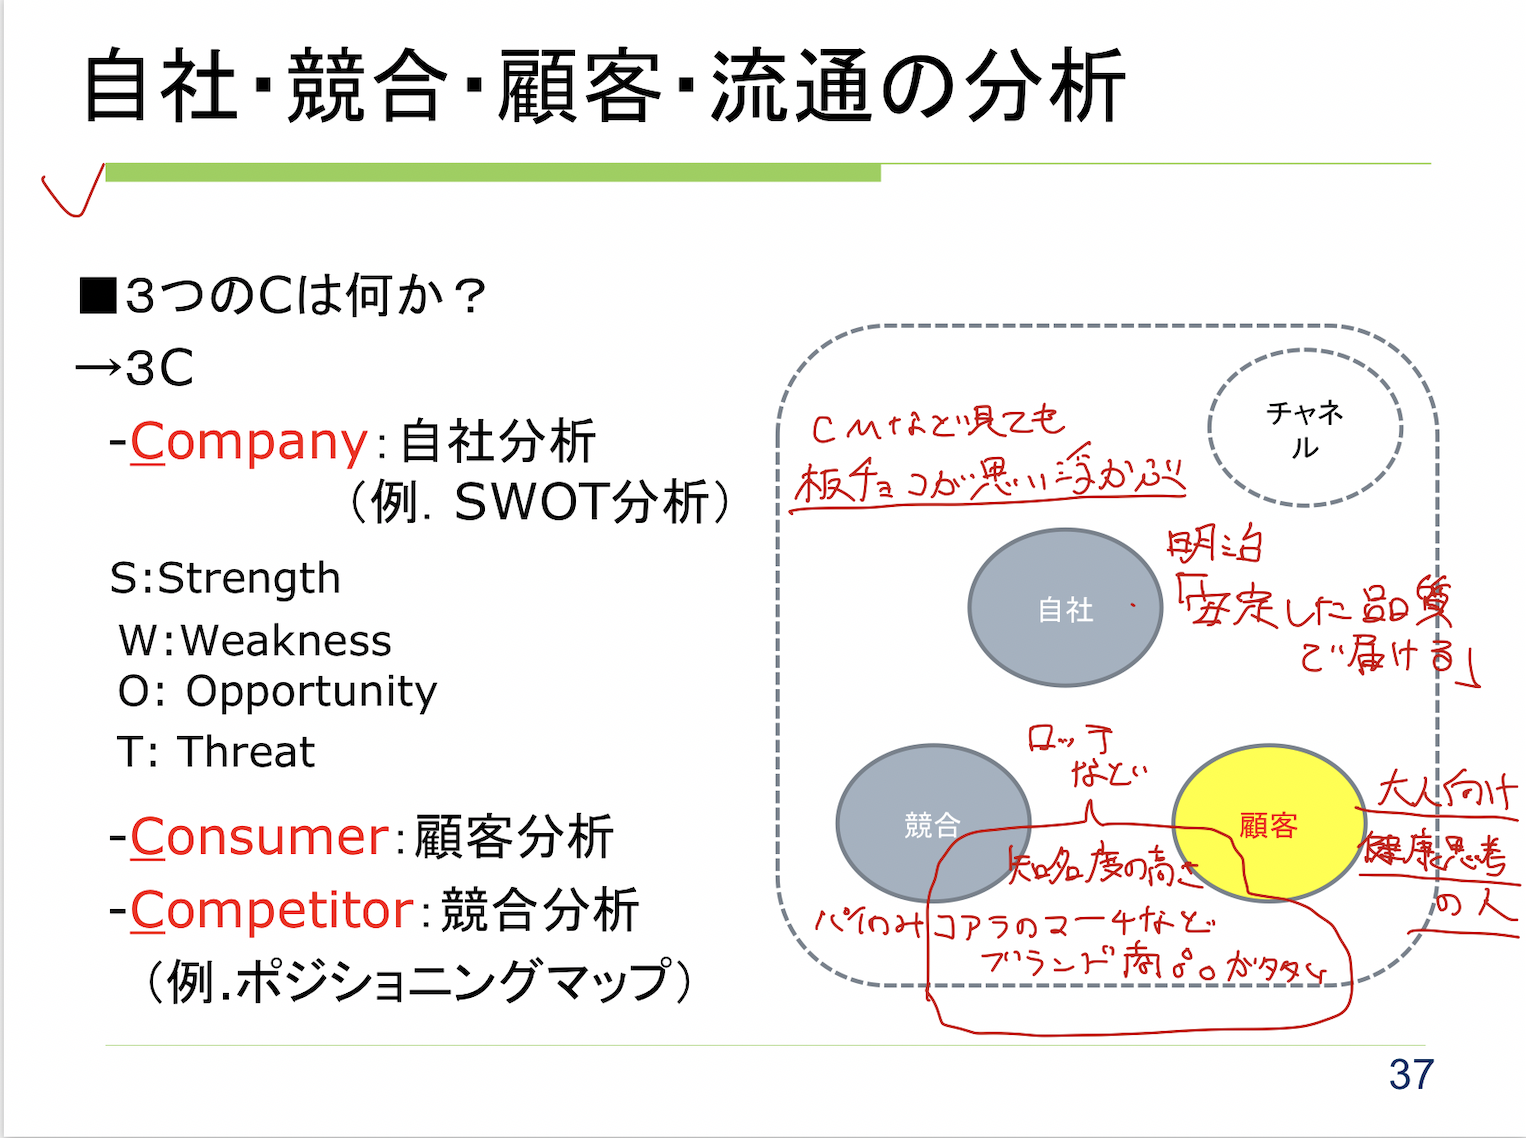 自社・競合・顧客・流通の分析
■３つのCは何か？
→３C
-Company：自社分析
（例．SWOT分析）
S:Strength
W:Weakness
O: Opportunity
T: Threat
-Consumer：顧客分析
-Competitor：競合分析
（例.ポジショニングマップ）
チャネ
ル
CMなど見ても
板チョコが思い浮かぶ
自社
明治
「安定した品質
で届ける」
ロッテ
など
競合
顧客
大人向け
健康思考
の人
知名度の高さ
パイのみコアラのマーチなど
ブランド商品が
37